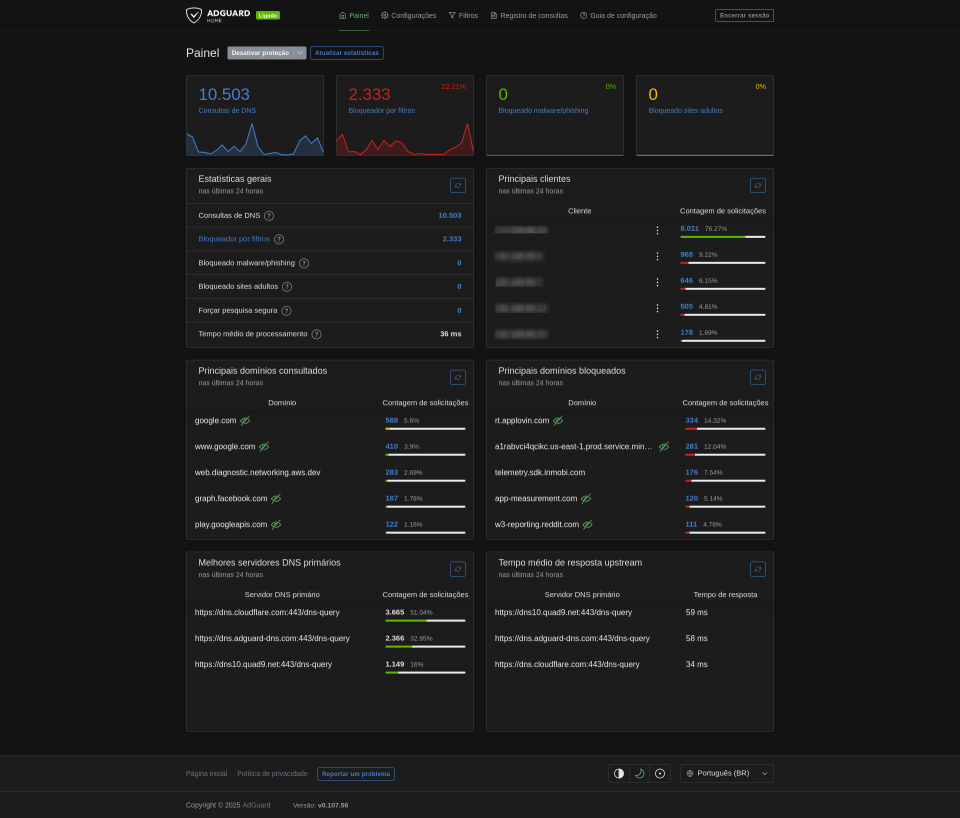 ADGUARD
HOME
Ligado
Painel
Configurações
Filtros
Registro de consultas
Guia de configuração
Encerrar sessão
Painel
Desativar proteção
Atualizar estatísticas
10.503
Consultas de DNS
22.21%
2.333
Bloqueador por filtros
0%
0
Bloqueado malware/phishing
0%
0
Bloqueado sites adultos
Estatísticas gerais
nas últimas 24 horas
Consultas de DNS ? 10.503
Bloqueador por filtros ? 2.333
Bloqueado malware/phishing ? 0
Bloqueado sites adultos ? 0
Forçar pesquisa segura ? 0
Tempo médio de processamento ? 36 ms
Principais clientes
nas últimas 24 horas
Cliente Contagem de solicitações
8.011 76.27%
968 9.22%
646 6.15%
505 4.81%
178 1.69%
Principais domínios consultados
nas últimas 24 horas
Domínio Contagem de solicitações
google.com 588 5.6%
www.google.com 410 3.9%
web.diagnostic.networking.aws.dev 283 2.69%
graph.facebook.com 187 1.78%
play.googleapis.com 122 1.16%
Principais domínios bloqueados
nas últimas 24 horas
Domínio Contagem de solicitações
rt.applovin.com 334 14.32%
a1rabvci4qcikc.us-east-1.prod.service.min... 281 12.04%
telemetry.sdk.inmobi.com 176 7.54%
app-measurement.com 120 5.14%
w3-reporting.reddit.com 111 4.76%
Melhores servidores DNS primários
nas últimas 24 horas
Servidor DNS primário Contagem de solicitações
https://dns.cloudflare.com:443/dns-query 3.665 51.04%
https://dns.adguard-dns.com:443/dns-query 2.366 32.95%
https://dns10.quad9.net:443/dns-query 1.149 16%
Tempo médio de resposta upstream
nas últimas 24 horas
Servidor DNS primário Tempo de resposta
https://dns10.quad9.net:443/dns-query 59 ms
https://dns.adguard-dns.com:443/dns-query 58 ms
https://dns.cloudflare.com:443/dns-query 34 ms
Página inicial
Política de privacidade
Reportar um problema
Português (BR)
Copyright © 2025 AdGuard
Versão: v0.107.56